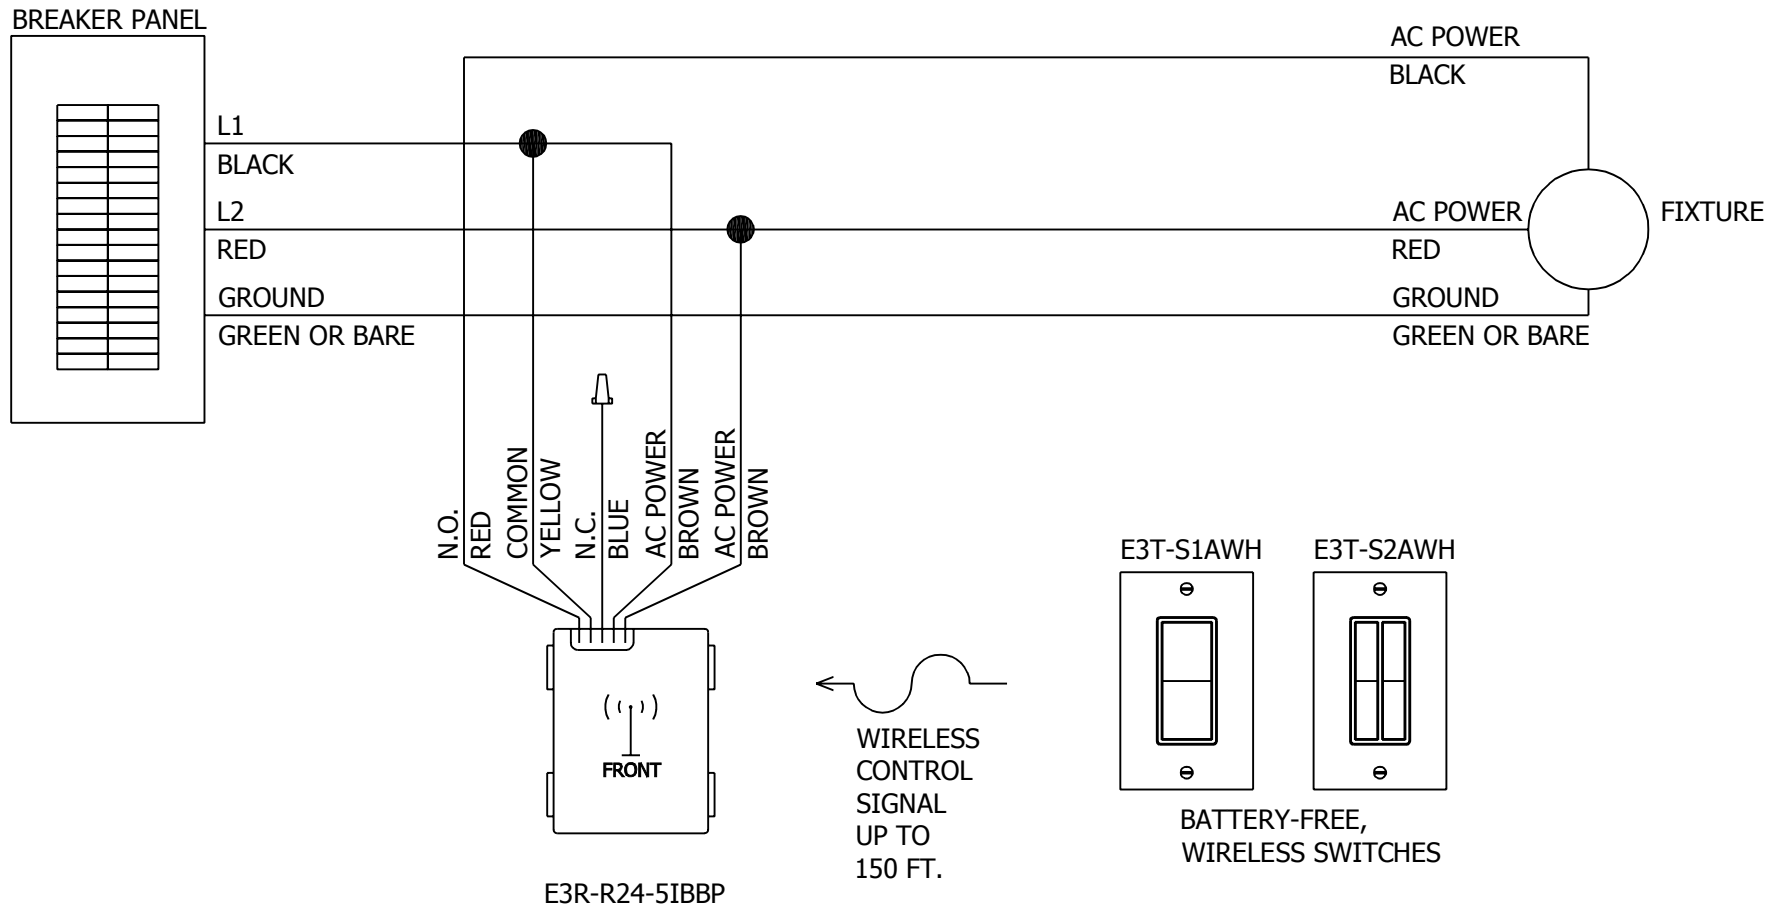 BREAKER PANEL
AC POWER
BLACK
L1
BLACK
L2
RED
AC POWER
RED
FIXTURE
GROUND
GREEN OR BARE
GROUND
GREEN OR BARE
N.O.
RED
COMMON
YELLOW
N.C.
BLUE
AC POWER
BROWN
AC POWER
BROWN
E3T-S1AWH
E3T-S2AWH
FRONT
WIRELESS
CONTROL
SIGNAL
UP TO
150 FT.
BATTERY-FREE,
WIRELESS SWITCHES
E3R-R24-5IBBP